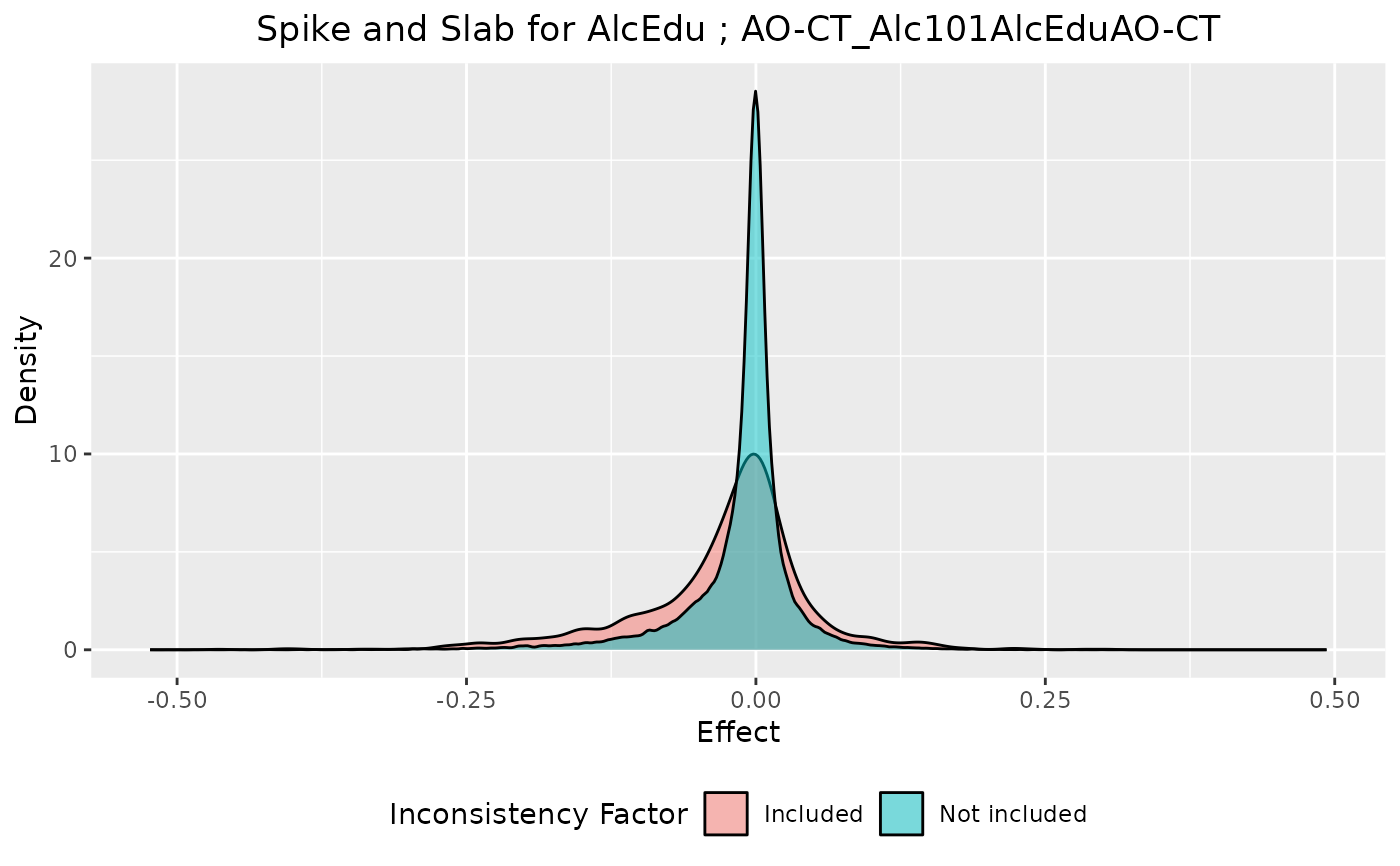 Spike and Slab for AlcEdu ; AO-CT_Alc101AlcEduAO-CT
Density
20
10
0
-0.50 -0.25 0.00 0.25 0.50
Effect
Inconsistency Factor Included Not included